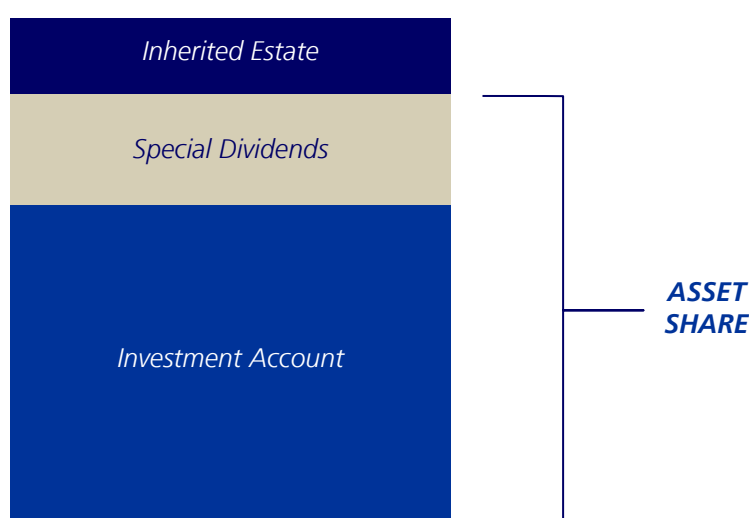 Inherited Estate
Special Dividends
ASSET
SHARE
Investment Account